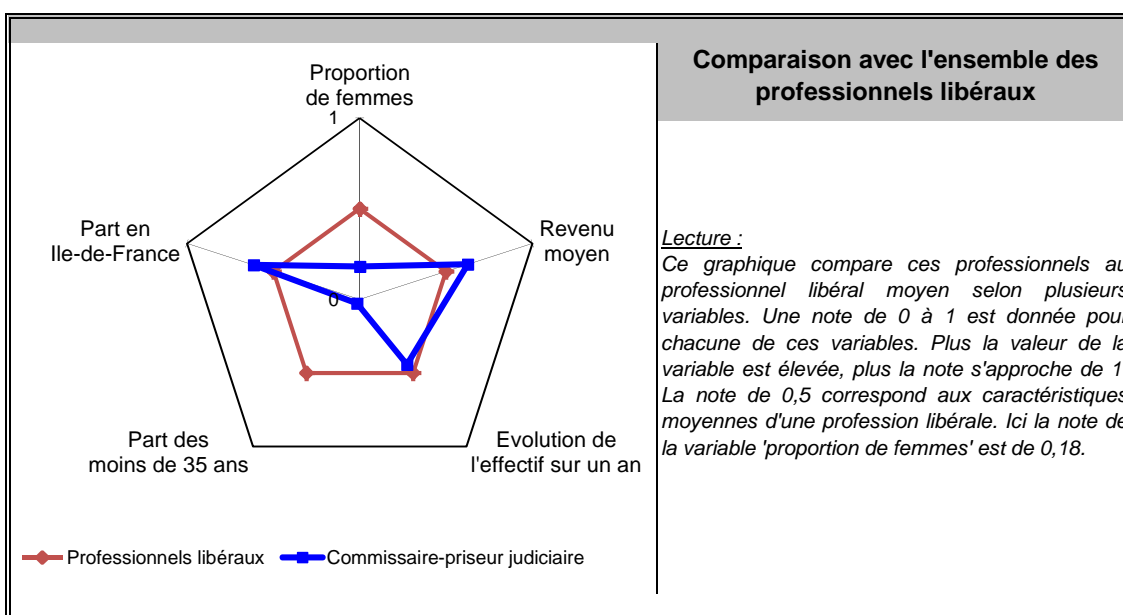 Comparaison avec l'ensemble des
professionnels libéraux
Proportion
de femmes
1
Part en
Ile-de-France
Revenu
moyen
0
Part des
moins de 35 ans
Evolution de
l'effectif sur un an
Professionnels libéraux
Commissaire-priseur judiciaire
Lecture :
Ce graphique compare ces professionnels au
professionnel libéral moyen selon plusieurs
variables. Une note de 0 à 1 est donnée pour
chacune de ces variables. Plus la valeur de la
variable est élevée, plus la note s'approche de 1
La note de 0,5 correspond aux caractéristiques
moyennes d'une profession libérale. Ici la note de
la variable 'proportion de femmes' est de 0,18.